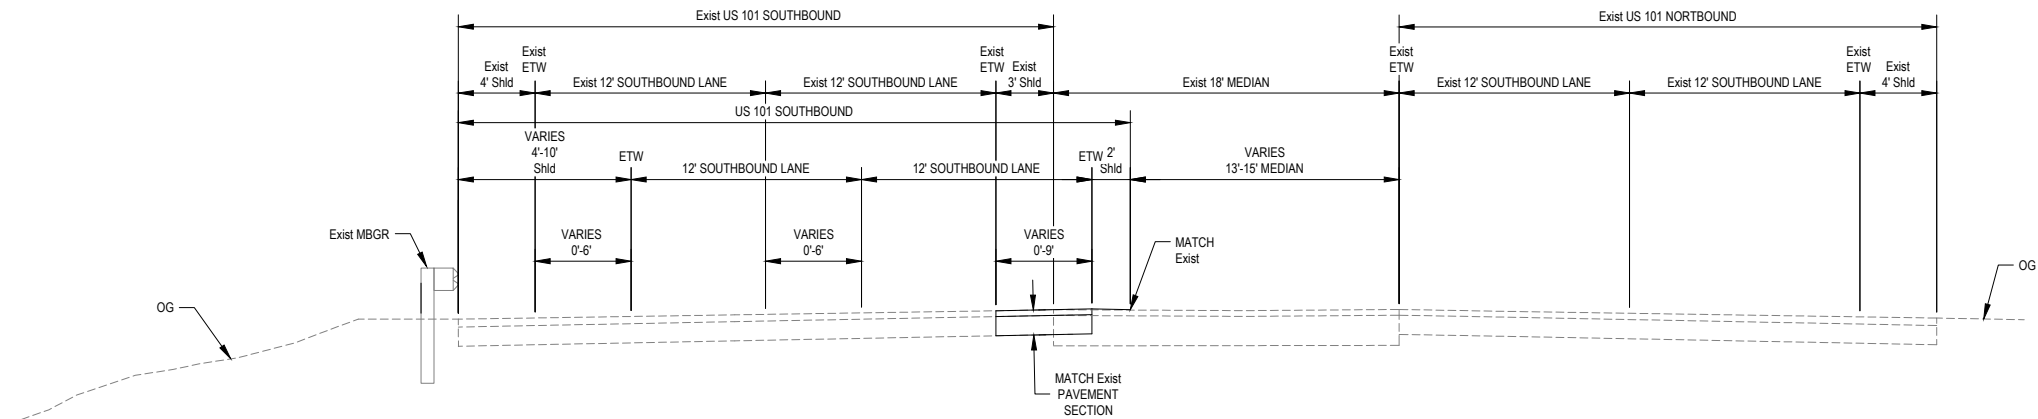 Exist US 101 SOUTHBOUND
Exist US 101 NORTBOUND
Exist
4' Shld
Exist
ETW
Exist 12' SOUTHBOUND LANE
Exist 12' SOUTHBOUND LANE
Exist
ETW
Exist
3' Shld
Exist 18' MEDIAN
Exist
ETW
Exist 12' SOUTHBOUND LANE
Exist 12' SOUTHBOUND LANE
Exist
ETW
Exist
4' Shld
US 101 SOUTHBOUND
VARIES
4'-10'
Shld
ETW
12' SOUTHBOUND LANE
12' SOUTHBOUND LANE
ETW
2'
Shld
VARIES
13'-15' MEDIAN
Exist MBGR
VARIES
0'-6'
VARIES
0'-6'
VARIES
0'-9'
MATCH
Exist
OG
OG
MATCH Exist
PAVEMENT
SECTION